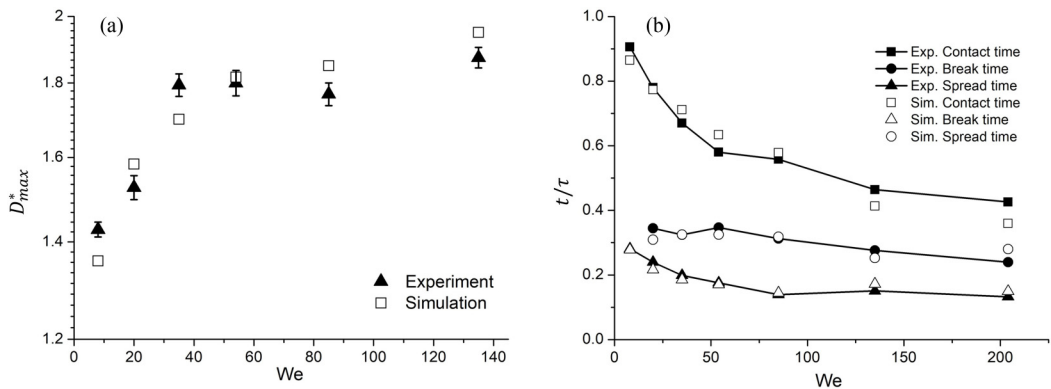 (a)
2
1.8
1.6
1.4
1.2
D*max
0 20 40 60 80 100 120 140
We
Experiment
Simulation
(b)
1.0
0.8
0.6
0.4
0.2
0.0
t/τ
0 50 100 150 200
We
Exp. Contact time
Exp. Break time
Exp. Spread time
Sim. Contact time
Sim. Break time
Sim. Spread time